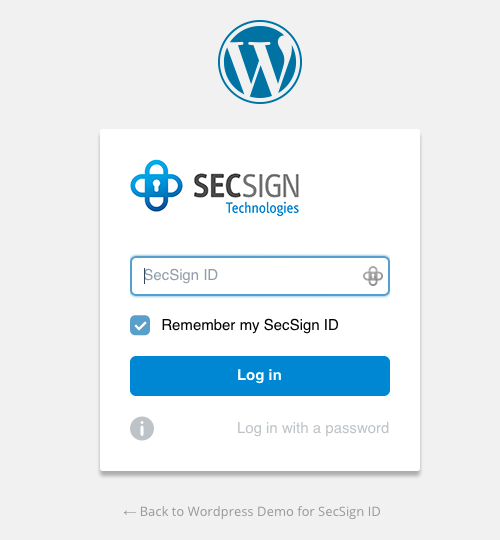 SECSIGN
Technologies
SecSign ID
Remember my SecSign ID
Log in
Log in with a password
← Back to Wordpress Demo for SecSign ID